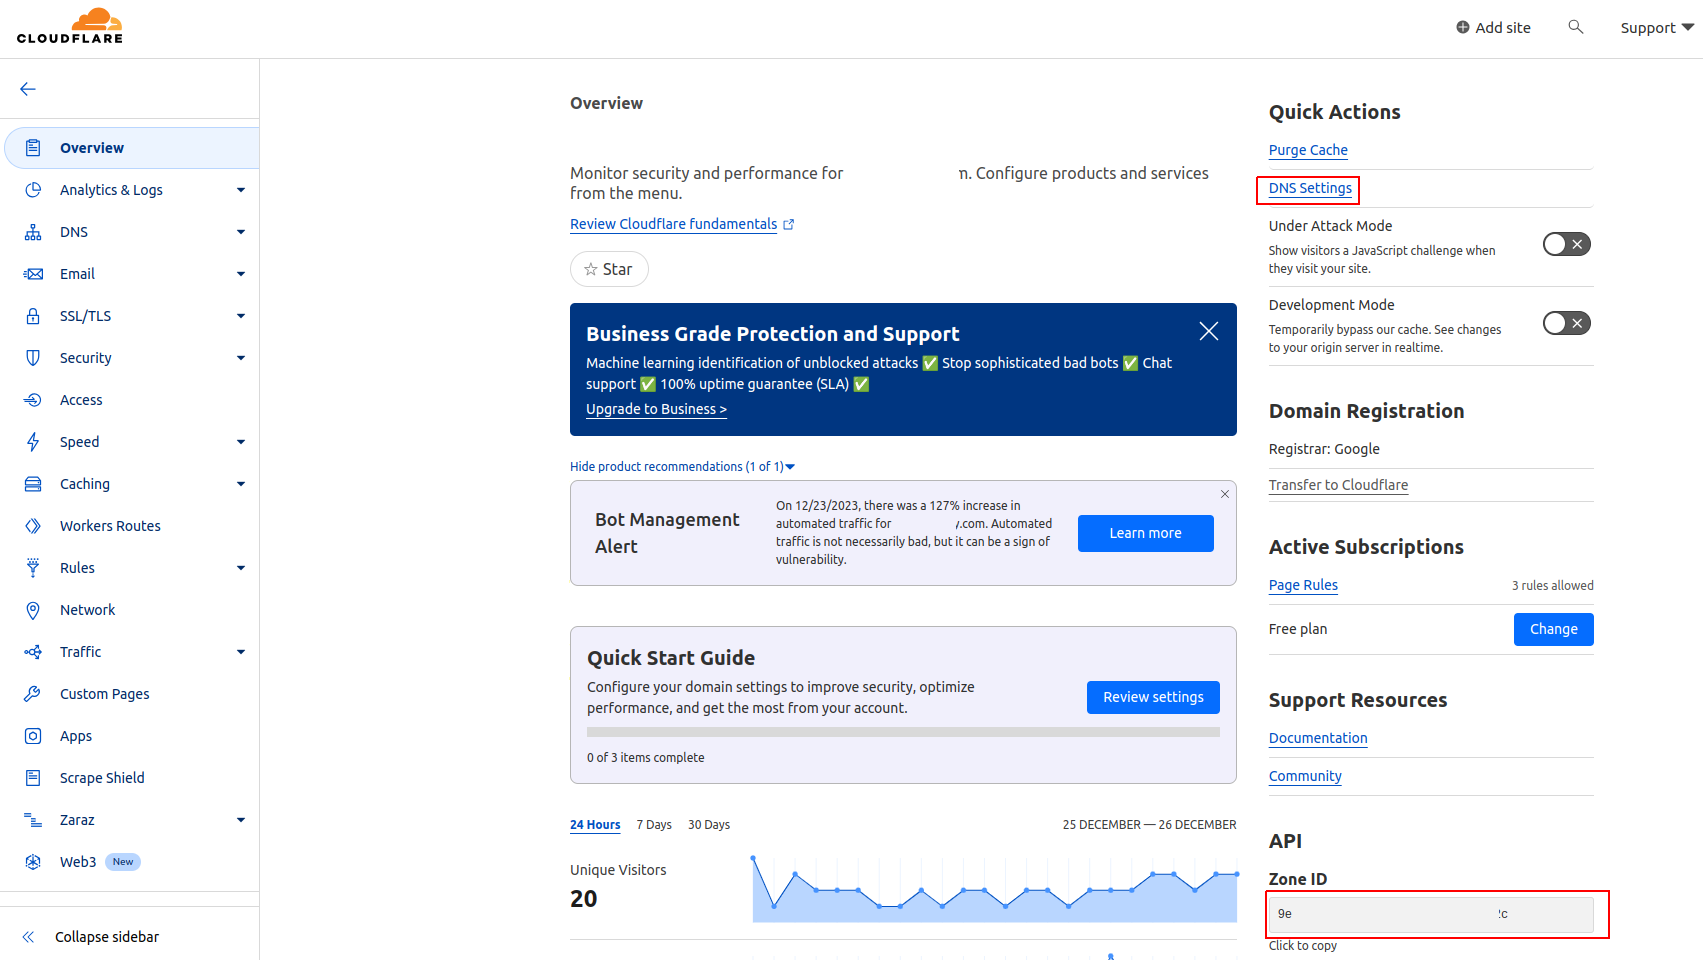 CLOUDFLARE
Add site
Support
Overview
Analytics & Logs
DNS
Email
SSL/TLS
Security
Access
Speed
Caching
Workers Routes
Rules
Network
Traffic
Custom Pages
Apps
Scrape Shield
Zaraz
Web3 New
Collapse sidebar
Overview
Monitor security and performance for n. Configure products and services
from the menu.
Review Cloudflare fundamentals
Star
Business Grade Protection and Support
Machine learning identification of unblocked attacks ✅ Stop sophisticated bad bots ✅ Chat
support ✅ 100% uptime guarantee (SLA) ✅
Upgrade to Business >
Hide product recommendations (1 of 1)
Bot Management
Alert
On 12/23/2023, there was a 127% increase in
automated traffic for y.com. Automated
traffic is not necessarily bad, but it can be a sign of
vulnerability.
Learn more
Quick Start Guide
Configure your domain settings to improve security, optimize
performance, and get the most from your account.
Review settings
0 of 3 items complete
24 Hours 7 Days 30 Days
25 DECEMBER — 26 DECEMBER
Unique Visitors
20
Quick Actions
Purge Cache
DNS Settings
Under Attack Mode
Show visitors a JavaScript challenge when
they visit your site.
Development Mode
Temporarily bypass our cache. See changes
to your origin server in realtime.
Domain Registration
Registrar: Google
Transfer to Cloudflare
Active Subscriptions
Page Rules
3 rules allowed
Free plan
Change
Support Resources
Documentation
Community
API
Zone ID
9e 2c
Click to copy